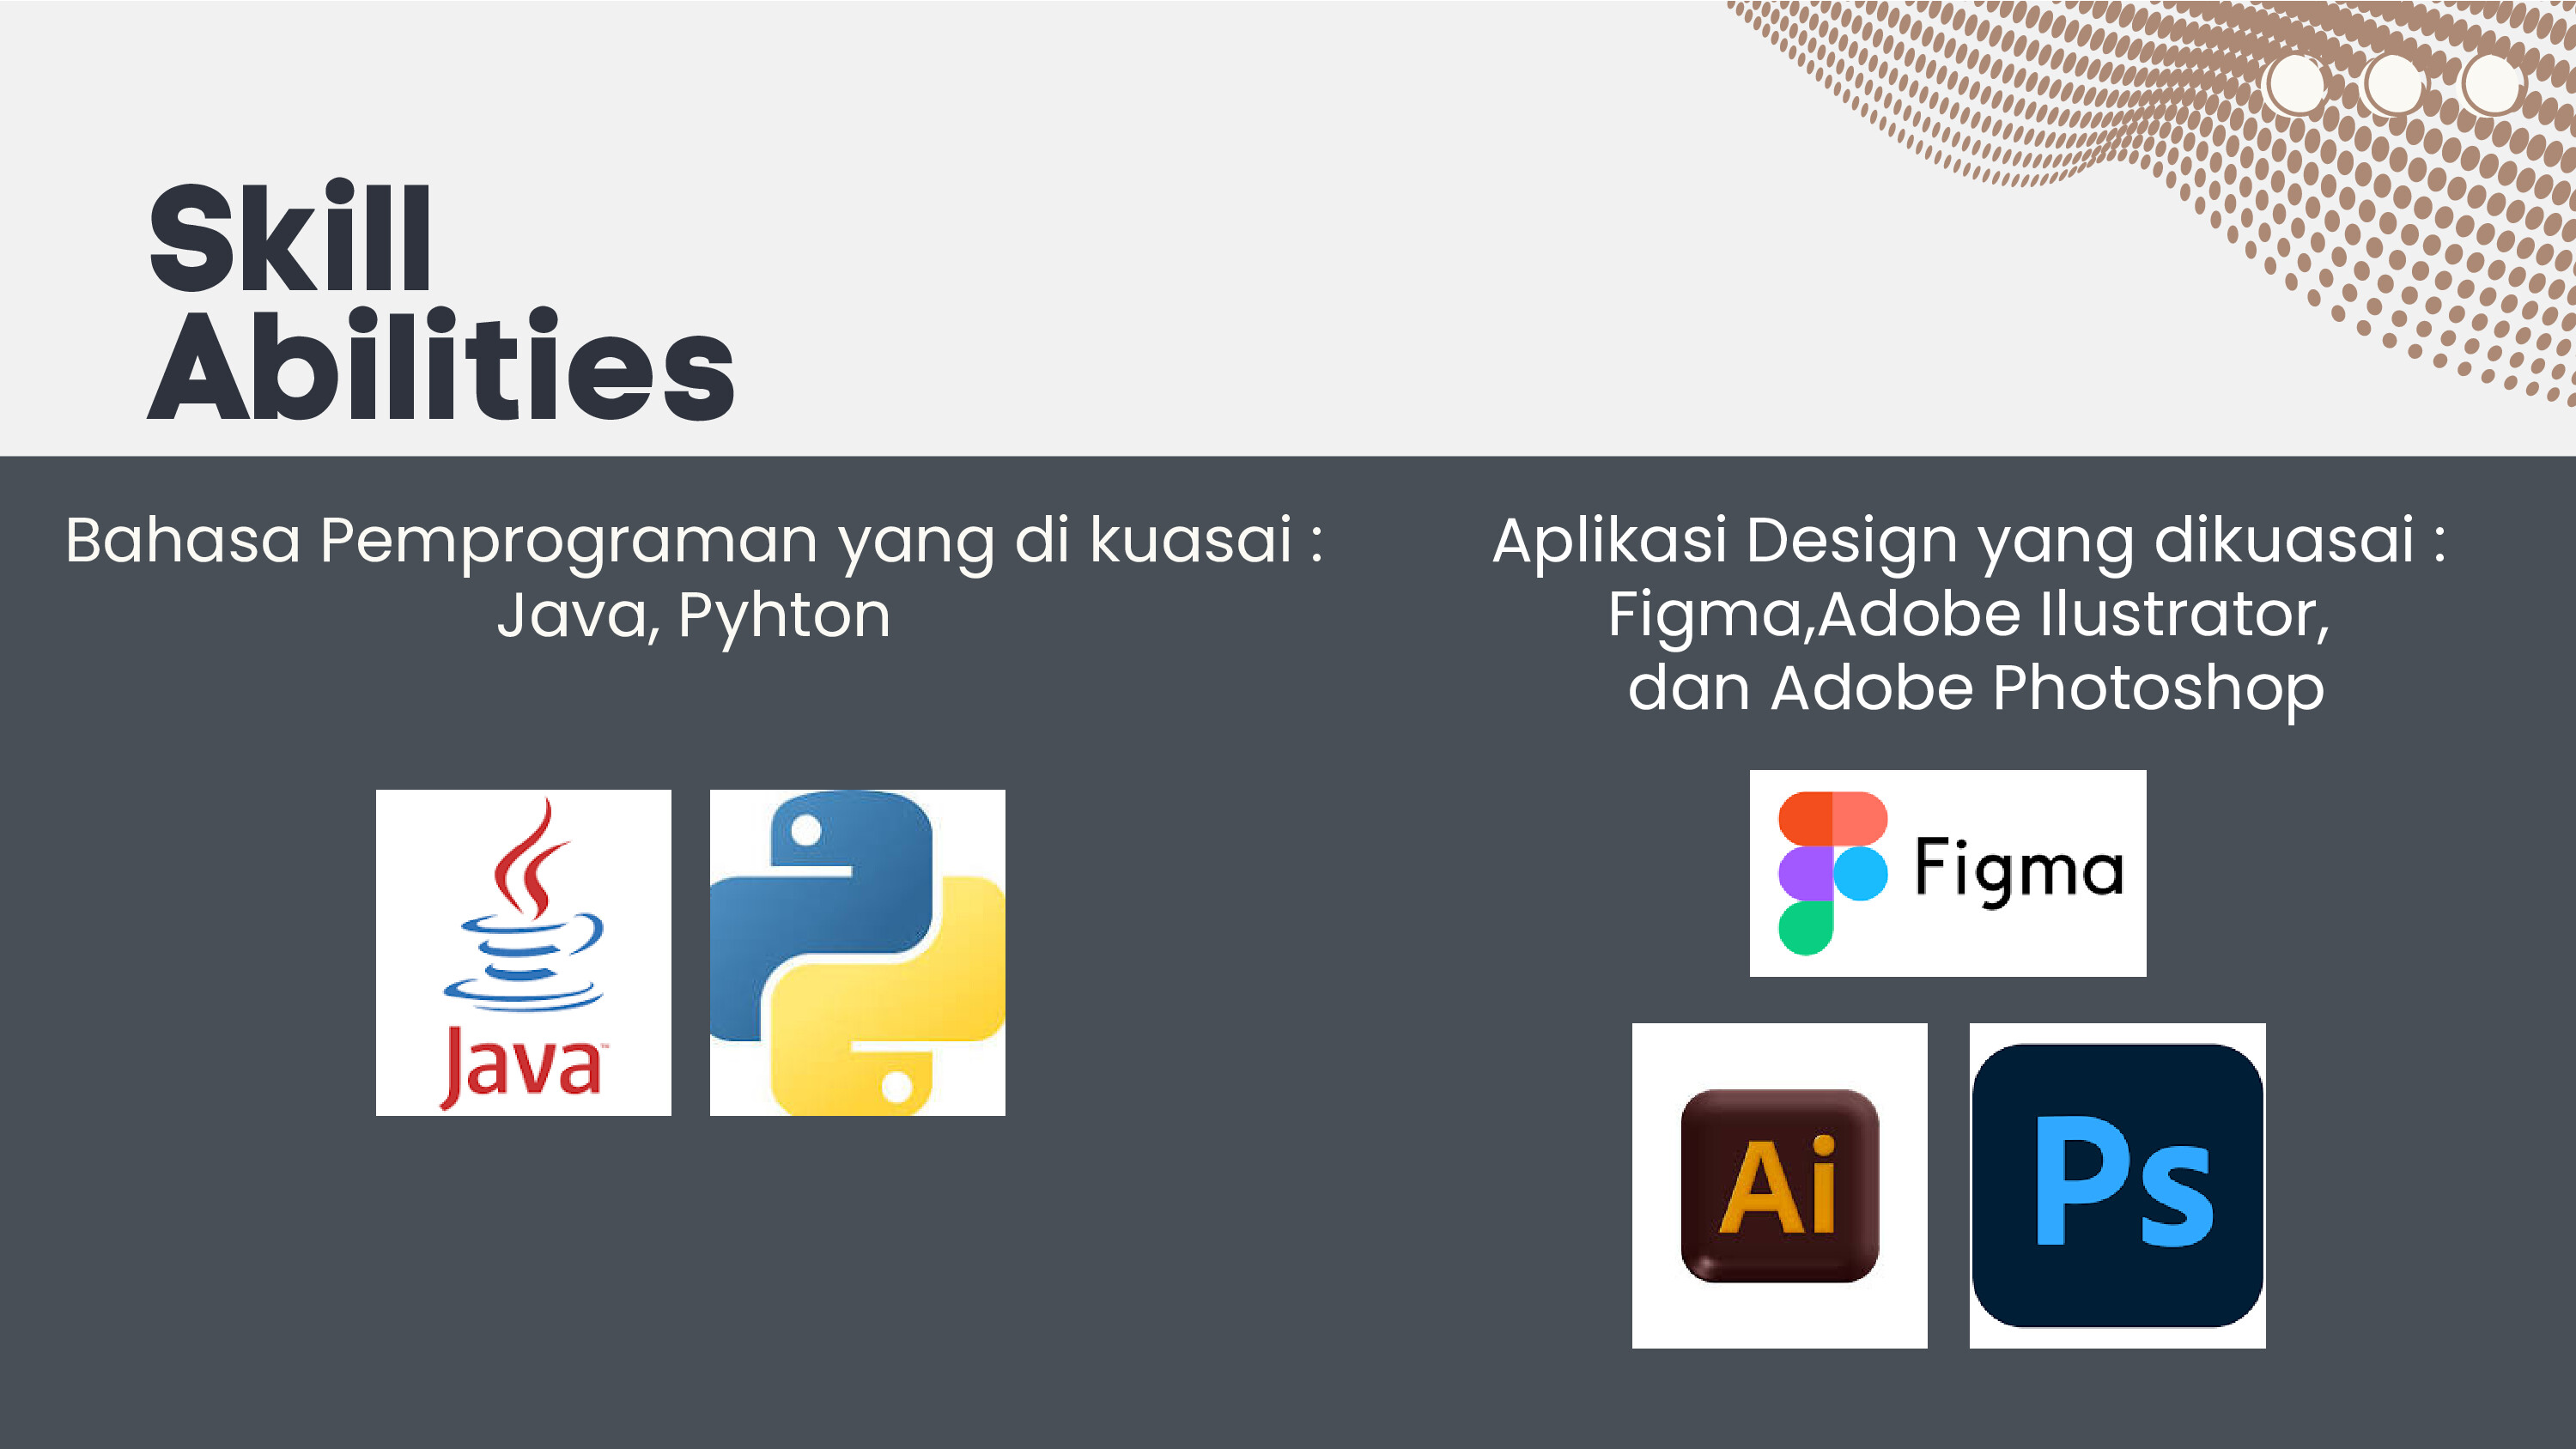 Skill
Abilities
Bahasa Pemprograman yang di kuasai :
Java, Pyhton
Aplikasi Design yang dikuasai :
Figma,Adobe Ilustrator,
dan Adobe Photoshop
Java™
Figma
Ai
Ps